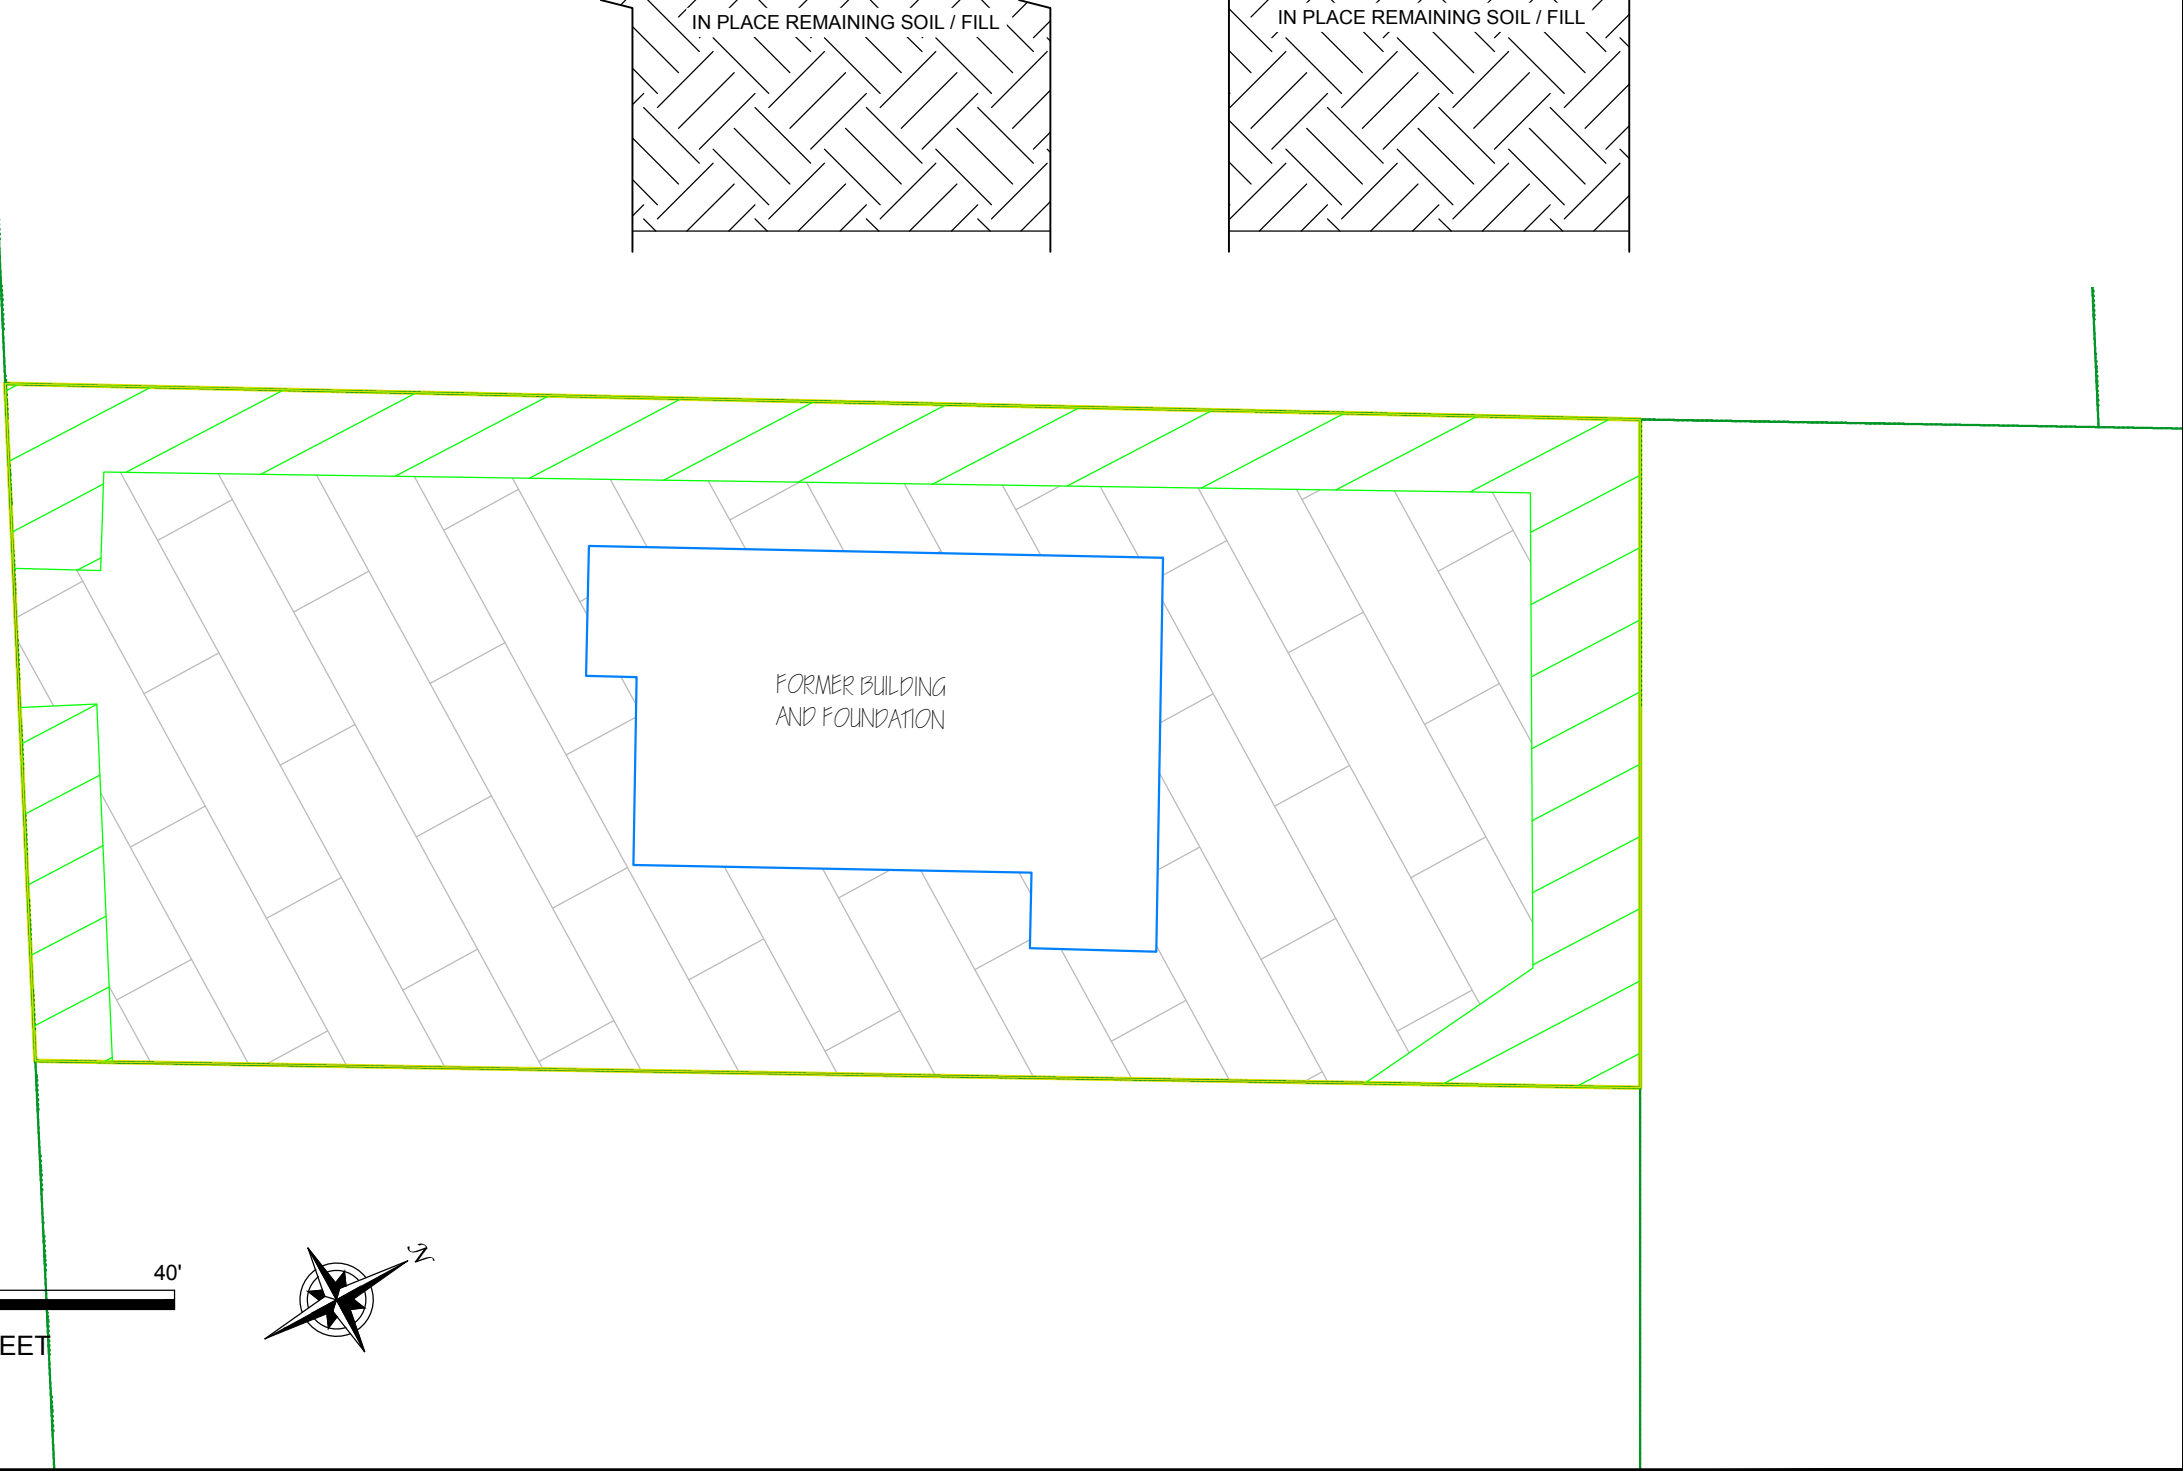 IN PLACE REMAINING SOIL / FILL
IN PLACE REMAINING SOIL / FILL
FORMER BUILDING
AND FOUNDATION
N
40'
EET